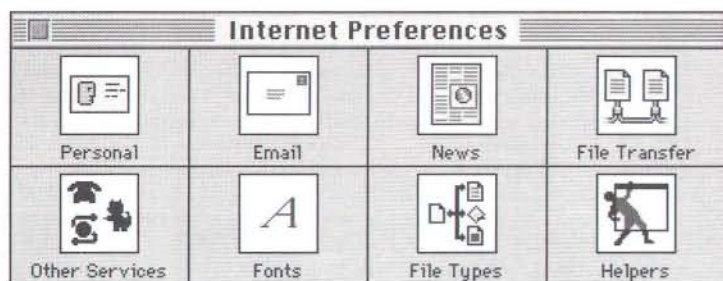 Internet Preferences
Personal
Email
News
File Transfer
Other Services
Fonts
File Types
Helpers